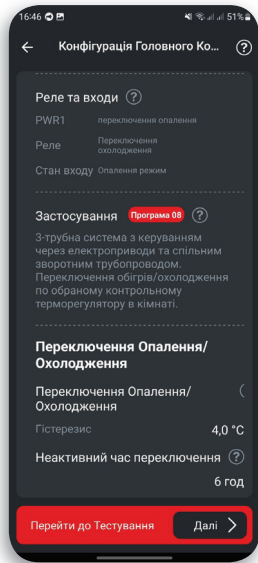 16:46 51%
Конфігурація Головного Ко...
Реле та входи
PWR1 переключення опалення
Реле Переключення
охолодження
Стан входу Опалення режим
Застосування Програма 08
3-трубна система з керуванням
через електроприводи та спільним
зворотним трубопроводом.
Переключення обігрів/охолодження
по обраному контрольному
терморегулятору в кімнаті.
Переключення Опалення/
Охолодження
Переключення Опалення/
Охолодження
Гістерезис 4,0 °C
Неактивний час переключення
6 год
Перейти до Тестування Далі